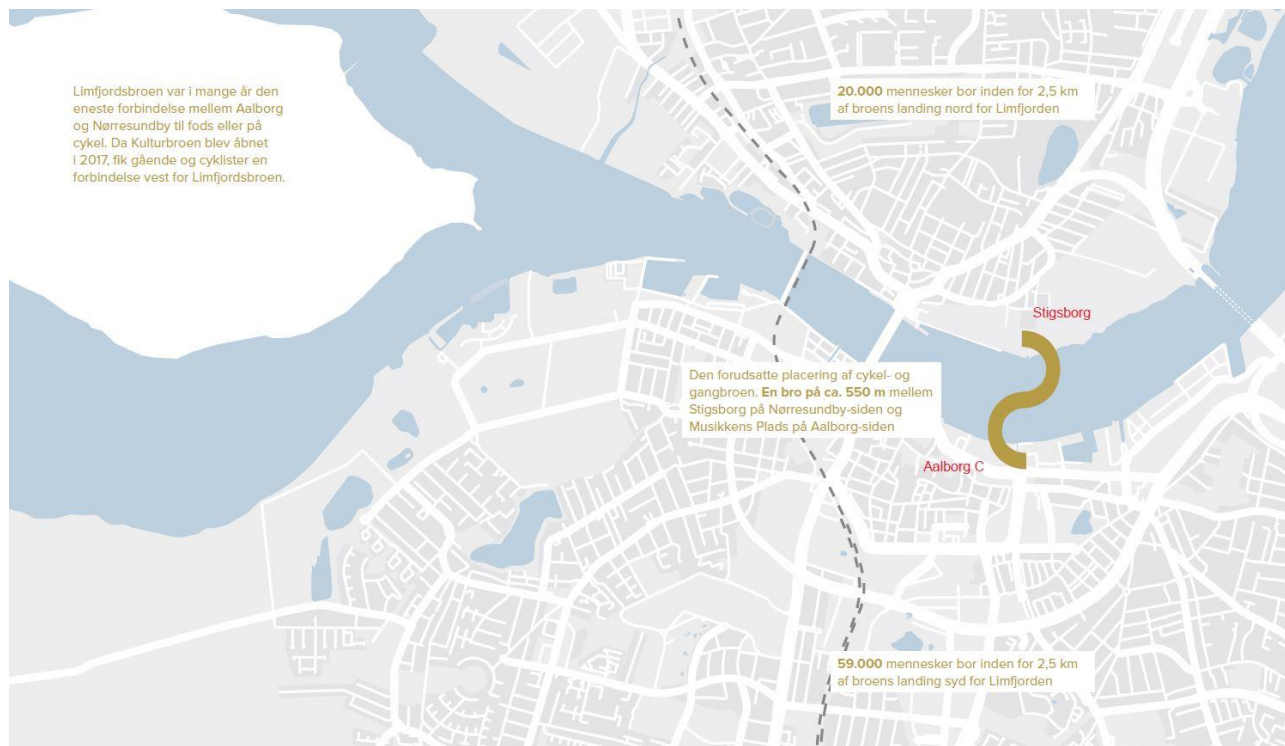 Limfjordsbroen var i mange år den
eneste forbindelse mellem Aalborg
og Nørresundby til fods eller på
cykel. Da Kulturbroen blev åbnet
i 2017, fik gående og cyklister en
forbindelse vest for Limfjordsbroen.
20.000 mennesker bor inden for 2,5 km
af broens landing nord for Limfjorden
Stigsborg
Den forudsatte placering af cykel- og
gangbroen. En bro på ca. 550 m mellem
Stigsborg på Nørresundby-siden og
Musikkens Plads på Aalborg-siden
Aalborg C
59.000 mennesker bor inden for 2,5 km
af broens landing syd for Limfjorden